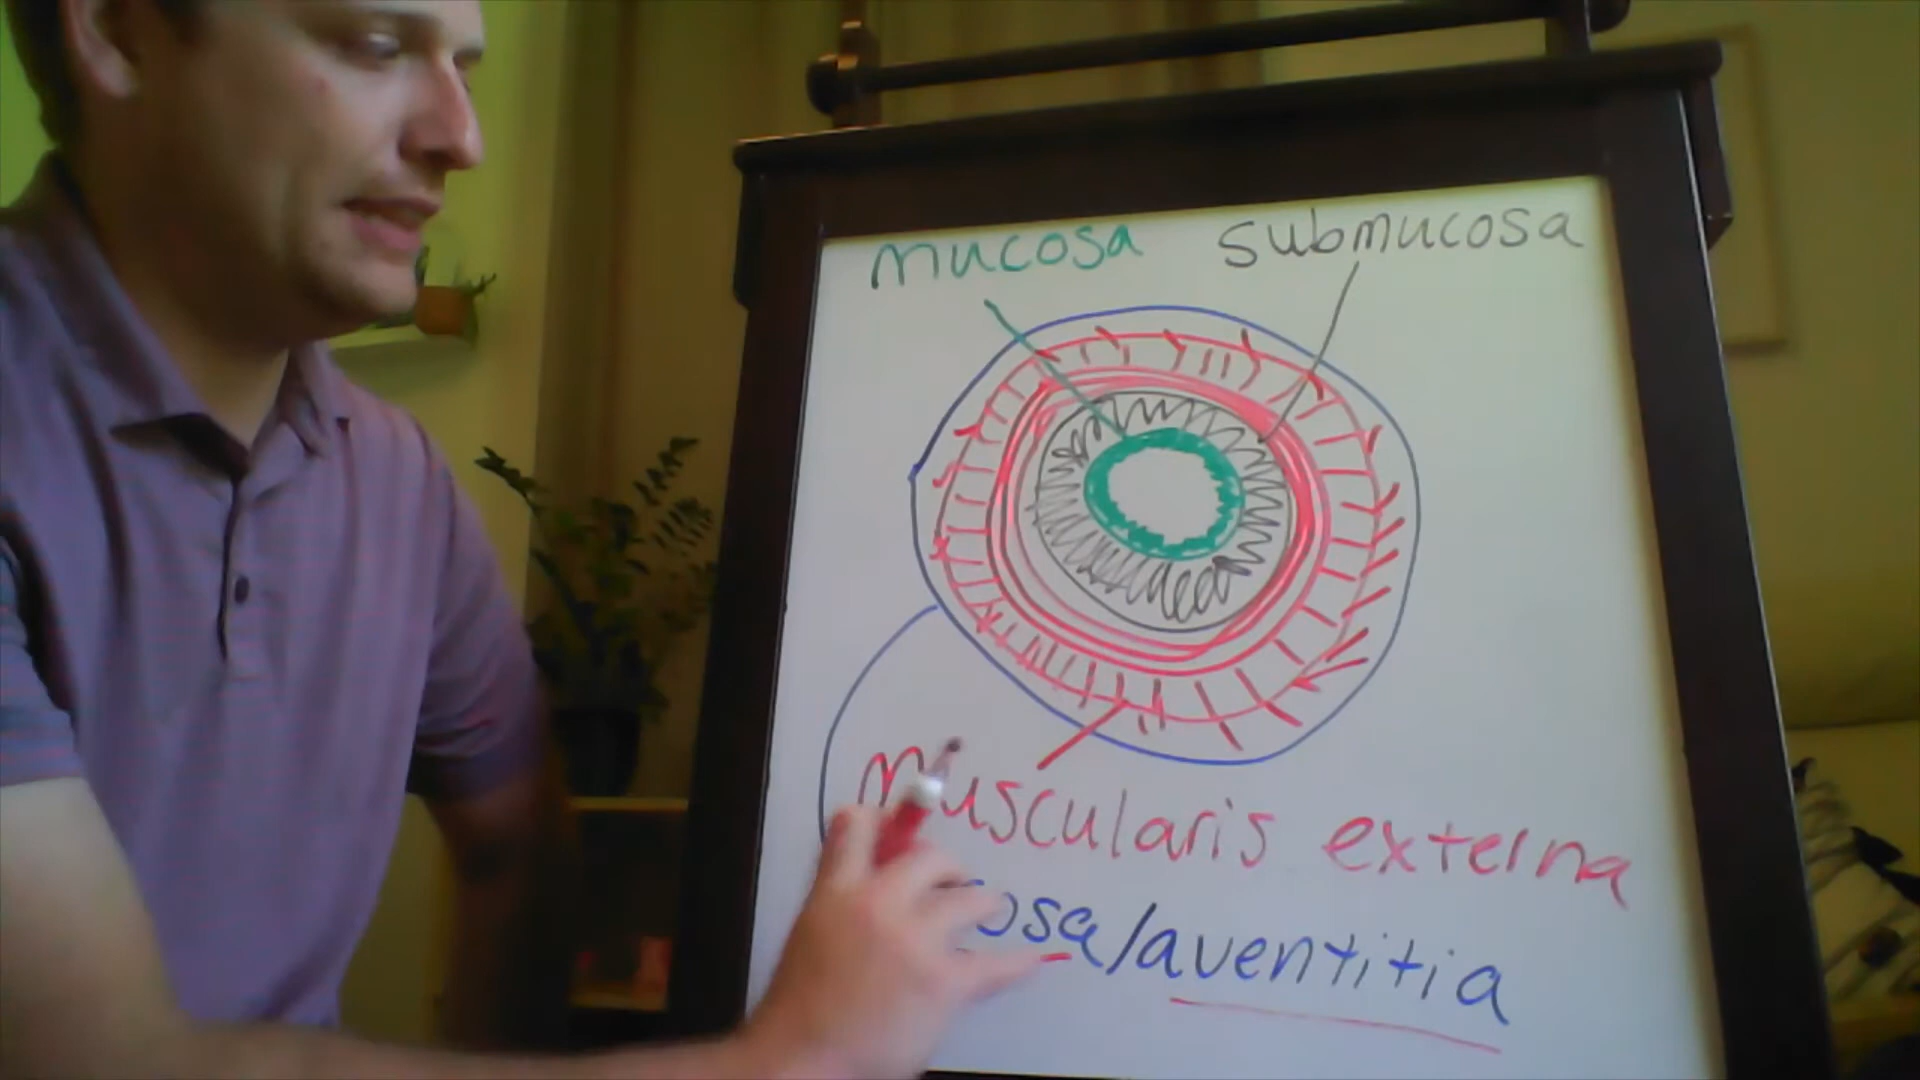 mucosa submucosa
muscularis externa
osa/aventitia